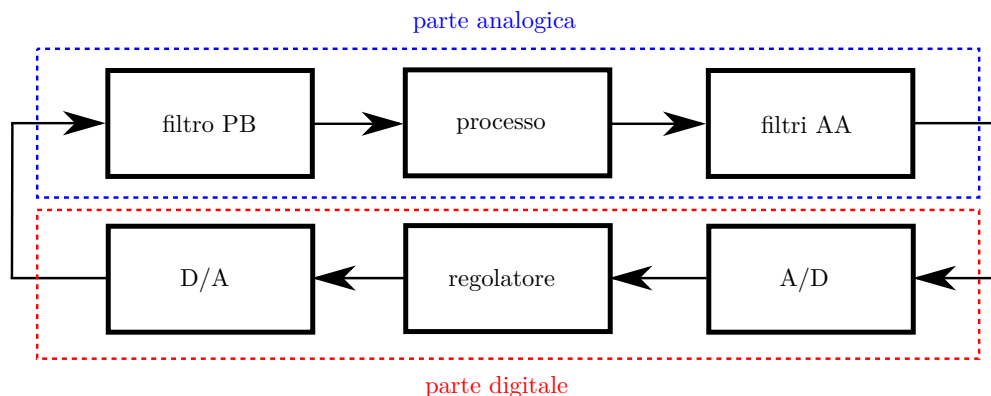 parte analogica
filtro PB
processo
filtri AA
D/A
regolatore
A/D
parte digitale